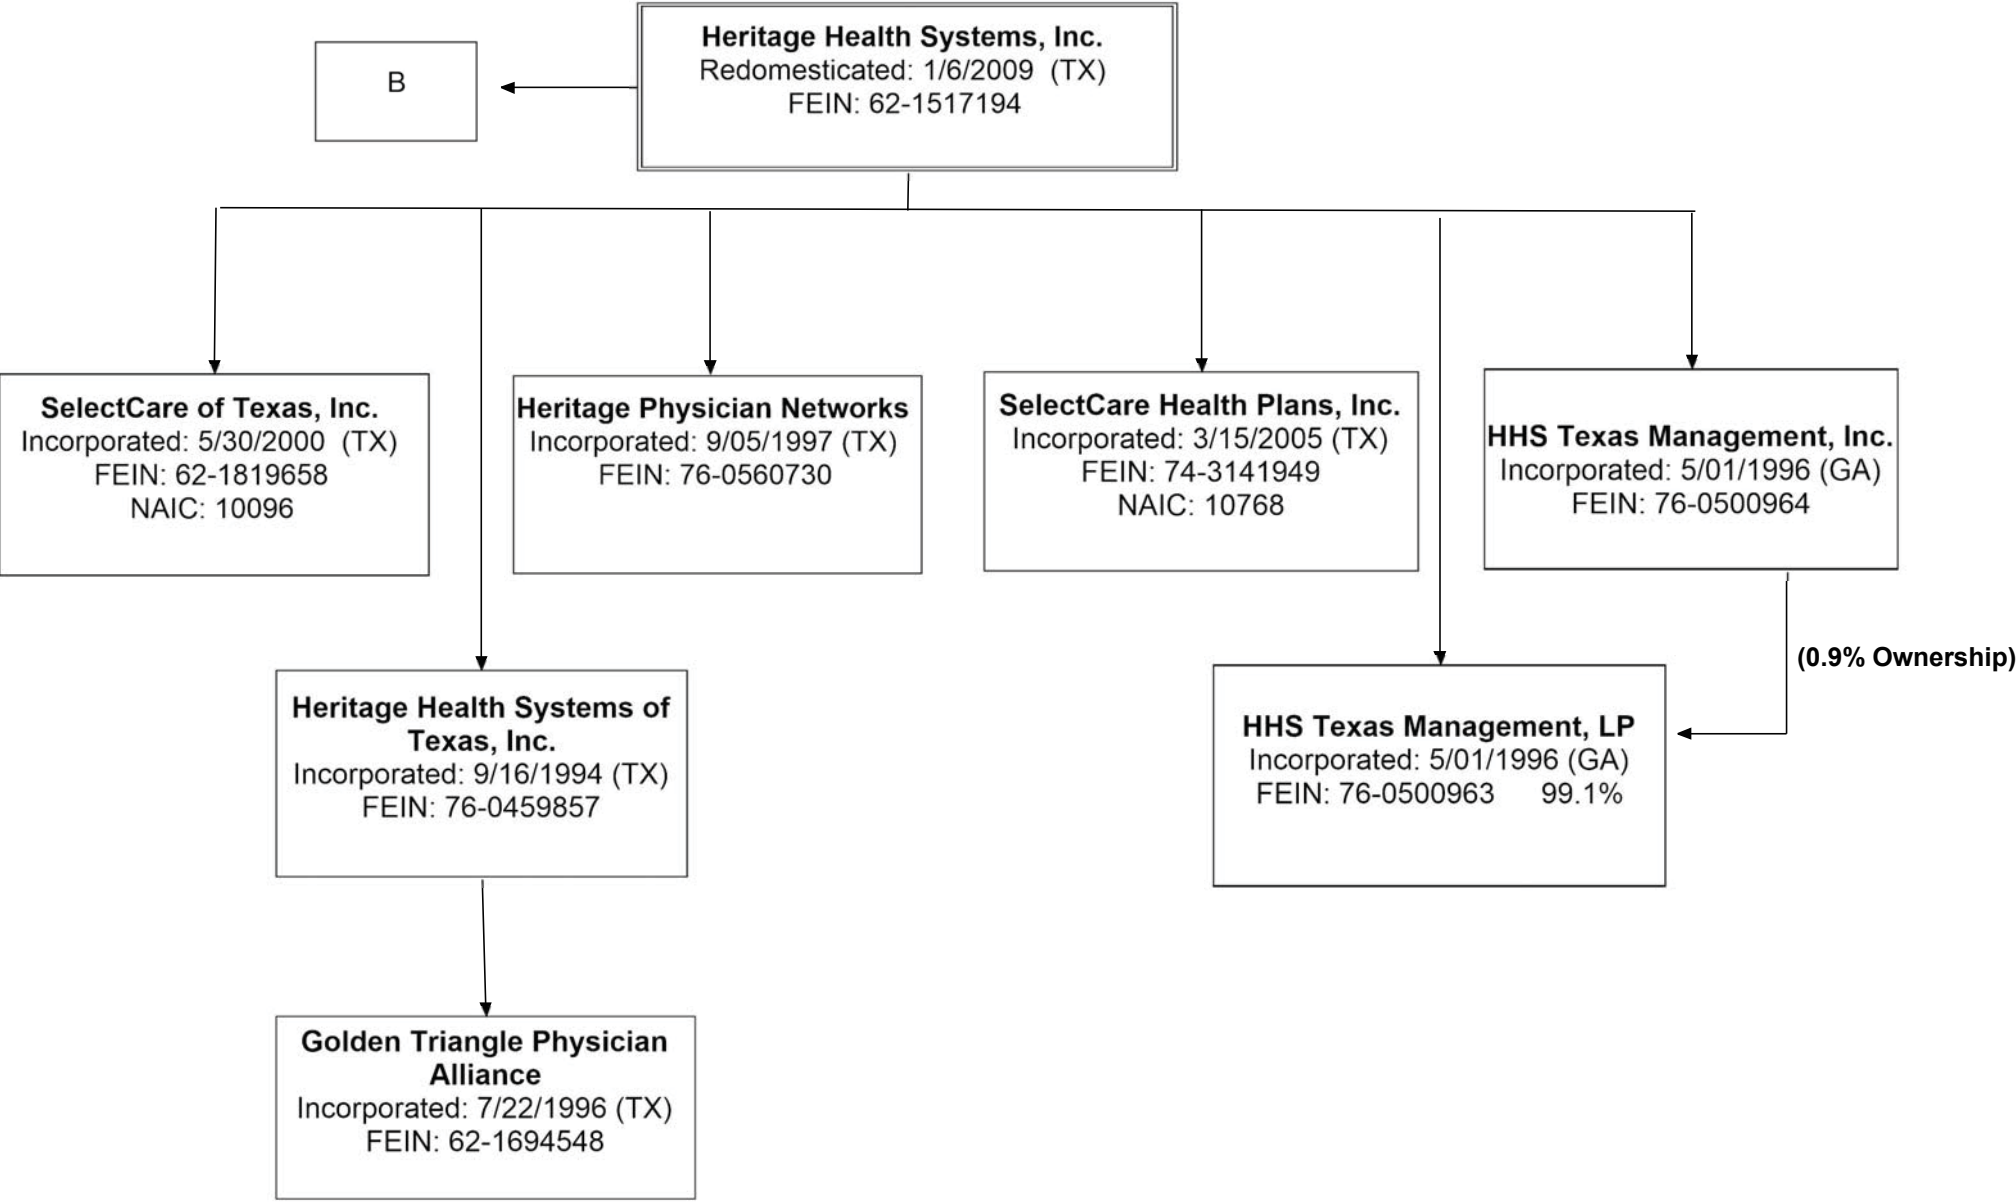 Heritage Health Systems, Inc.
Redomesticated: 1/6/2009 (TX)
FEIN: 62-1517194
B
SelectCare of Texas, Inc.
Incorporated: 5/30/2000 (TX)
FEIN: 62-1819658
NAIC: 10096
Heritage Physician Networks
Incorporated: 9/05/1997 (TX)
FEIN: 76-0560730
SelectCare Health Plans, Inc.
Incorporated: 3/15/2005 (TX)
FEIN: 74-3141949
NAIC: 10768
HHS Texas Management, Inc.
Incorporated: 5/01/1996 (GA)
FEIN: 76-0500964
(0.9% Ownership)
Heritage Health Systems of
Texas, Inc.
Incorporated: 9/16/1994 (TX)
FEIN: 76-0459857
HHS Texas Management, LP
Incorporated: 5/01/1996 (GA)
FEIN: 76-0500963 99.1%
Golden Triangle Physician
Alliance
Incorporated: 7/22/1996 (TX)
FEIN: 62-1694548